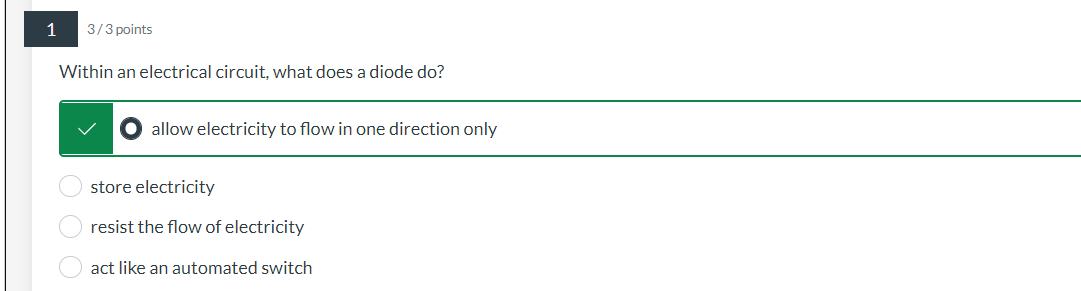 1 3 / 3 points
Within an electrical circuit, what does a diode do?
allow electricity to flow in one direction only
store electricity
resist the flow of electricity
act like an automated switch